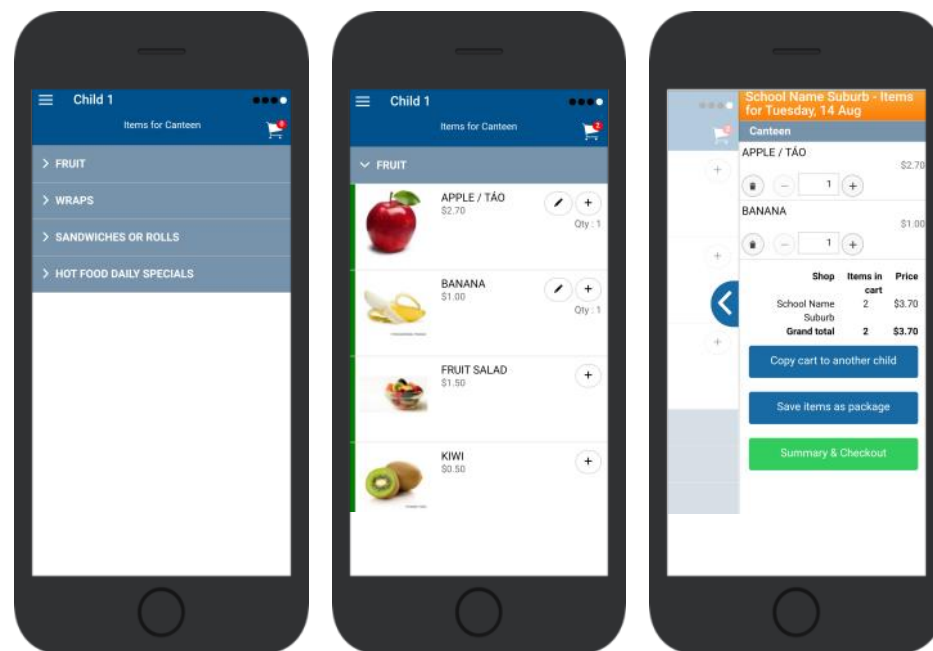 Child 1
Items for Canteen
FRUIT
WRAPS
SANDWICHES OR ROLLS
HOT FOOD DAILY SPECIALS
Child 1
Items for Canteen
2
FRUIT
APPLE / TÁO
$2.70
Qty : 1
BANANA
$1.00
Qty : 1
FRUIT SALAD
$1.50
KIWI
$0.50
School Name Suburb - Items
for Tuesday, 14 Aug
Canteen
APPLE / TÁO
$2.70
1
BANANA
$1.00
1
Shop Items in Price
cart
School Name 2 $3.70
Suburb
Grand total 2 $3.70
Copy cart to another child
Save items as package
Summary & Checkout